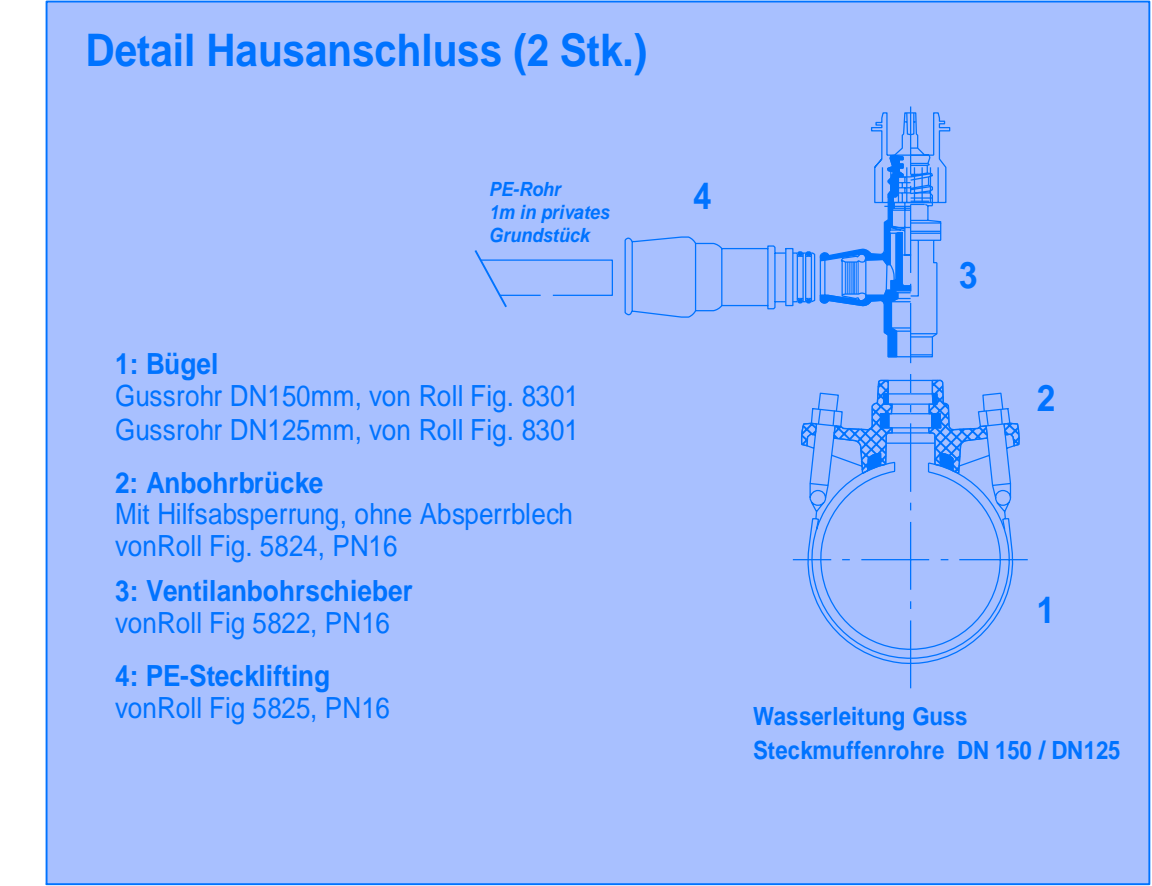 Detail Hausanschluss (2 Stk.)
PE-Rohr
1m in privates
Grundstück
4
3
2
1
1: Bügel
Gussrohr DN150mm, von Roll Fig. 8301
Gussrohr DN125mm, von Roll Fig. 8301
2: Anbohrbrücke
Mit Hilfsabsperrung, ohne Absperrblech
vonRoll Fig. 5824, PN16
3: Ventilanbohrschieber
vonRoll Fig 5822, PN16
4: PE-Stecklifting
vonRoll Fig 5825, PN16
Wasserleitung Guss
Steckmuffenrohre DN 150 / DN125